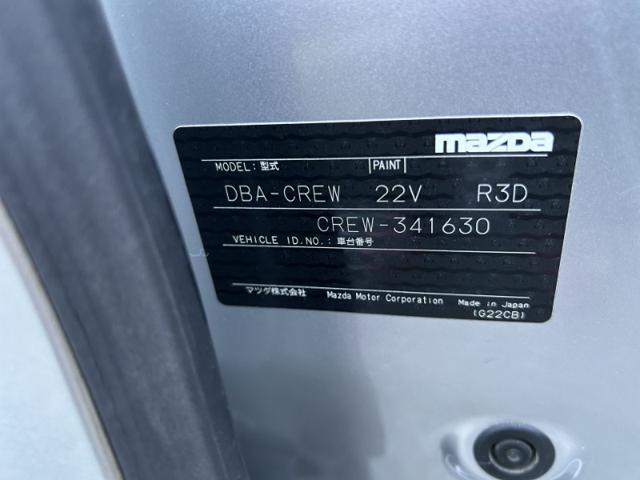 mazda
MODEL:型式 PAINT
DBA-CREW 22V R3D
CREW-341630
VEHICLE ID.NO.:車台番号
マツダ株式会社 Mazda Motor Corporation Made in Japan
(G22CB)